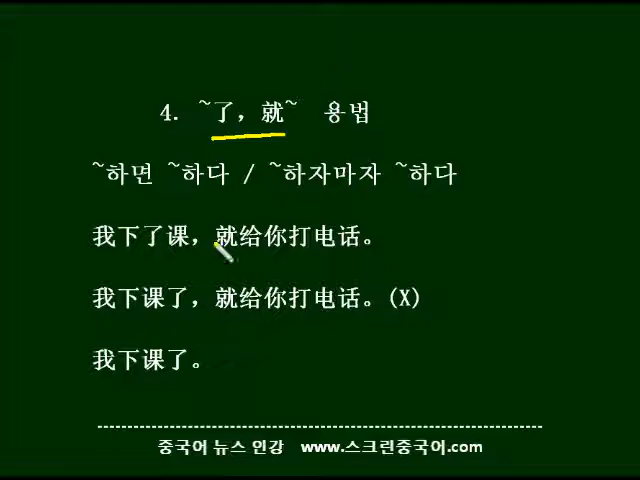 4. ~了，就~ 용법
~하면 ~하다 / ~하자마자 ~하다
我下了课，就给你打电话。
我下课了，就给你打电话。(X)
我下课了。
중국어 뉴스 인강 www.스크린중국어.com